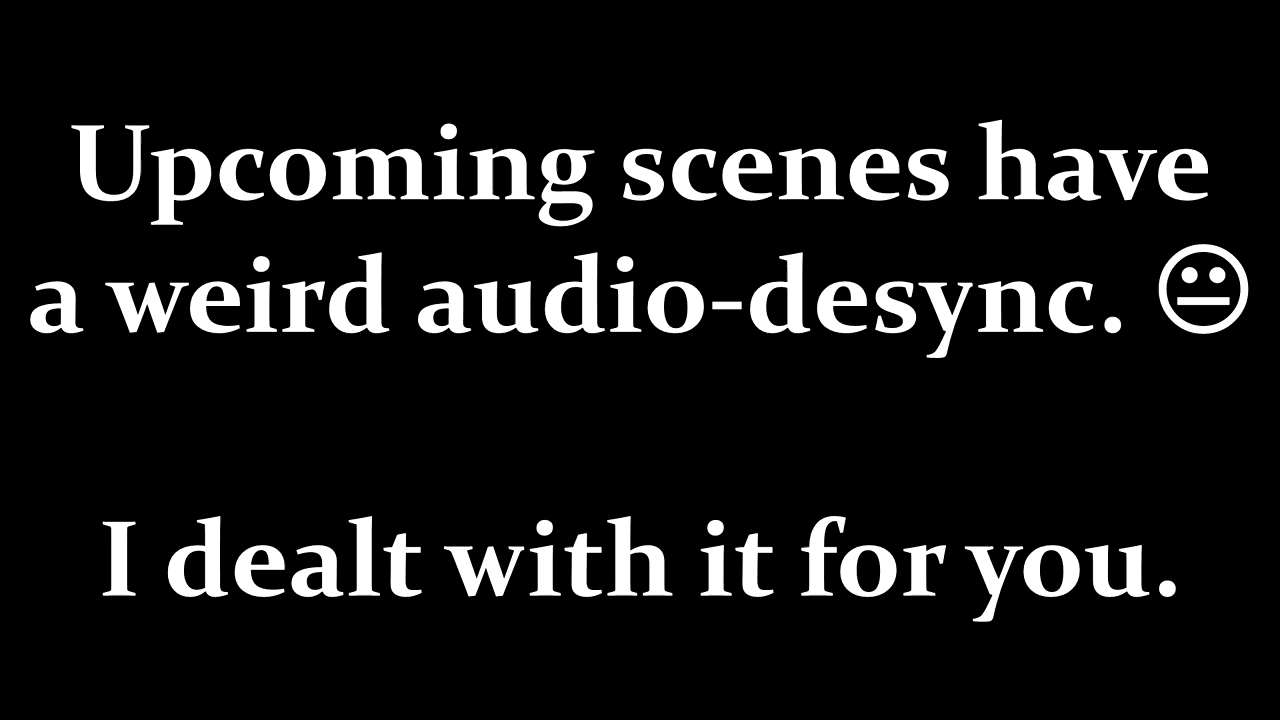 Upcoming scenes have
a weird audio-desync. 😐
I dealt with it for you.